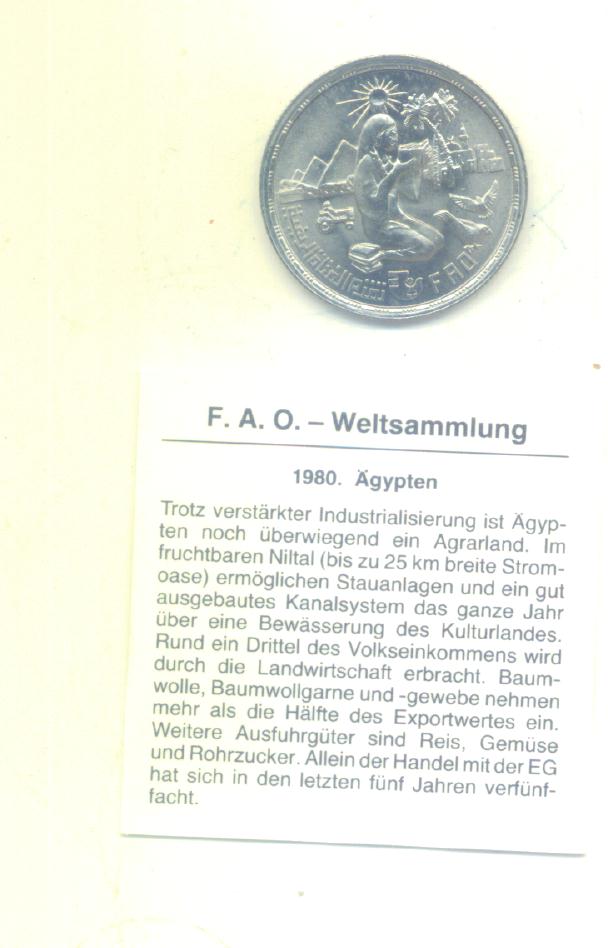 FAO
F. A. O. – Weltsammlung
1980. Ägypten
Trotz verstärkter Industrialisierung ist Ägyp-
ten noch überwiegend ein Agrarland. Im
fruchtbaren Niltal (bis zu 25 km breite Strom-
oase) ermöglichen Stauanlagen und ein gut
ausgebautes Kanalsystem das ganze Jahr
über eine Bewässerung des Kulturlandes.
Rund ein Drittel des Volkseinkommens wird
durch die Landwirtschaft erbracht. Baum-
wolle, Baumwollgarne und -gewebe nehmen
mehr als die Hälfte des Exportwertes ein.
Weitere Ausfuhrgüter sind Reis, Gemüse
und Rohrzucker. Allein der Handel mit der EG
hat sich in den letzten fünf Jahren verfünf-
facht.